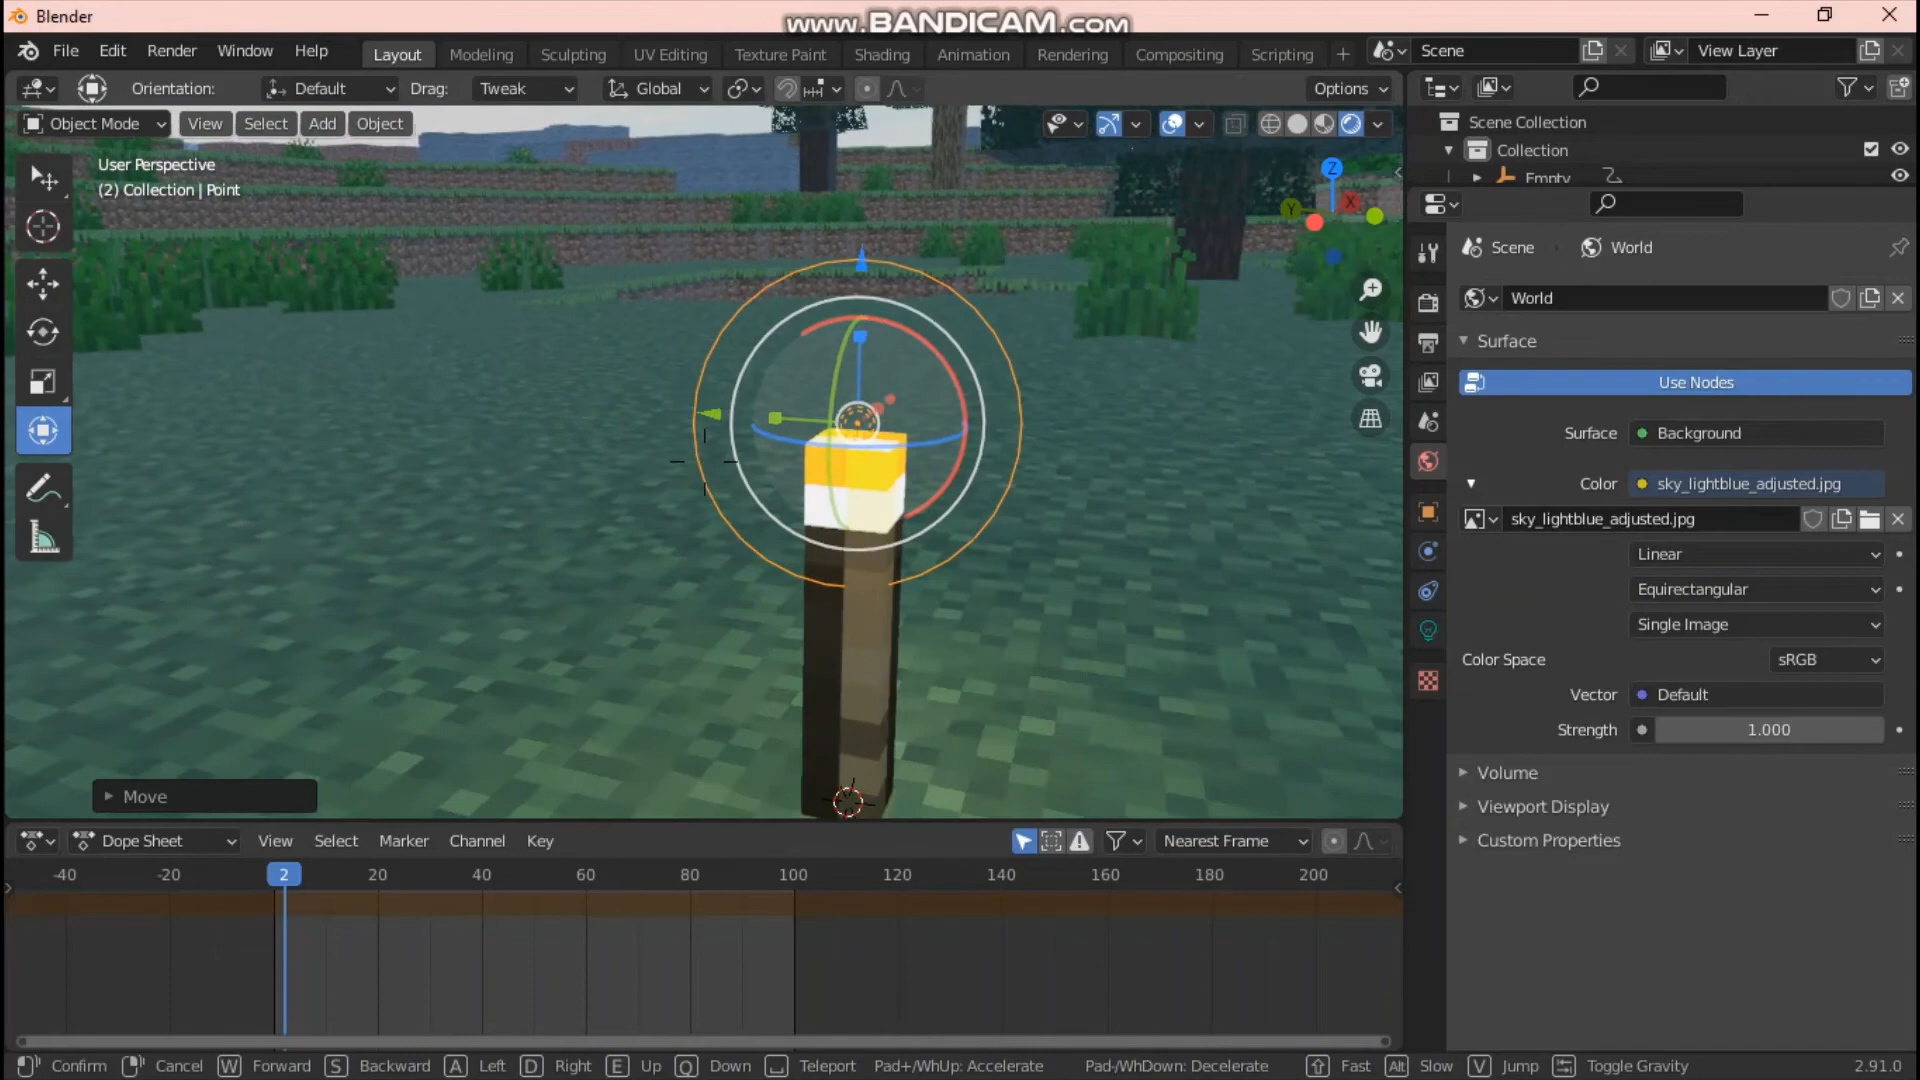 Blender
www.BANDICAM.com
File Edit Render Window Help
Layout Modeling Sculpting UV Editing Texture Paint Shading Animation Rendering Compositing Scripting +
Scene
View Layer
Orientation: Default Drag: Tweak Global Options
Object Mode View Select Add Object
User Perspective
(2) Collection | Point
Z
Y
X
Move
Scene Collection
Collection
Empty
Scene World
World
Surface
Use Nodes
Surface Background
Color sky_lightblue_adjusted.jpg
sky_lightblue_adjusted.jpg
Linear
Equirectangular
Single Image
Color Space sRGB
Vector Default
Strength 1.000
Volume
Viewport Display
Custom Properties
Dope Sheet View Select Marker Channel Key Nearest Frame
-40 -20 2 20 40 60 80 100 120 140 160 180 200
Confirm Cancel W Forward S Backward A Left D Right E Up Q Down Teleport Pad+/WhUp: Accelerate Pad-/WhDown: Decelerate Fast Alt Slow V Jump Toggle Gravity 2.91.0